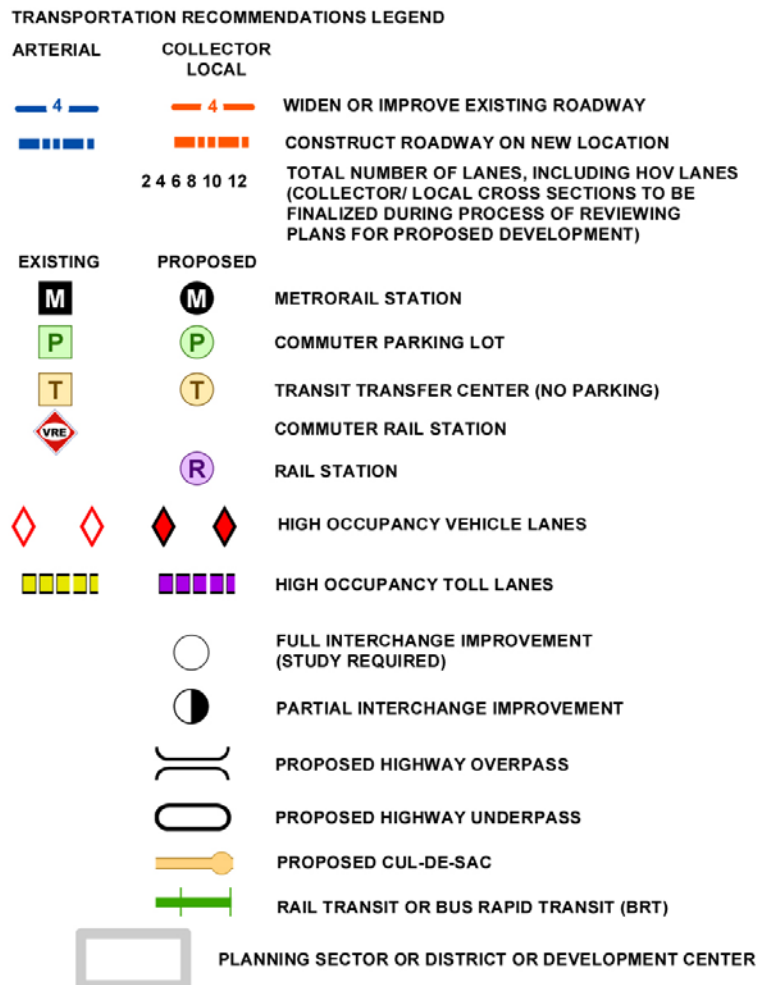 TRANSPORTATION RECOMMENDATIONS LEGEND
ARTERIAL
COLLECTOR
LOCAL
4
4
WIDEN OR IMPROVE EXISTING ROADWAY
CONSTRUCT ROADWAY ON NEW LOCATION
2 4 6 8 10 12
TOTAL NUMBER OF LANES, INCLUDING HOV LANES
(COLLECTOR/ LOCAL CROSS SECTIONS TO BE
FINALIZED DURING PROCESS OF REVIEWING
PLANS FOR PROPOSED DEVELOPMENT)
EXISTING
PROPOSED
M
M
METRORAIL STATION
P
P
COMMUTER PARKING LOT
T
T
TRANSIT TRANSFER CENTER (NO PARKING)
VRE
COMMUTER RAIL STATION
R
RAIL STATION
HIGH OCCUPANCY VEHICLE LANES
HIGH OCCUPANCY TOLL LANES
FULL INTERCHANGE IMPROVEMENT
(STUDY REQUIRED)
PARTIAL INTERCHANGE IMPROVEMENT
PROPOSED HIGHWAY OVERPASS
PROPOSED HIGHWAY UNDERPASS
PROPOSED CUL-DE-SAC
RAIL TRANSIT OR BUS RAPID TRANSIT (BRT)
PLANNING SECTOR OR DISTRICT OR DEVELOPMENT CENTER